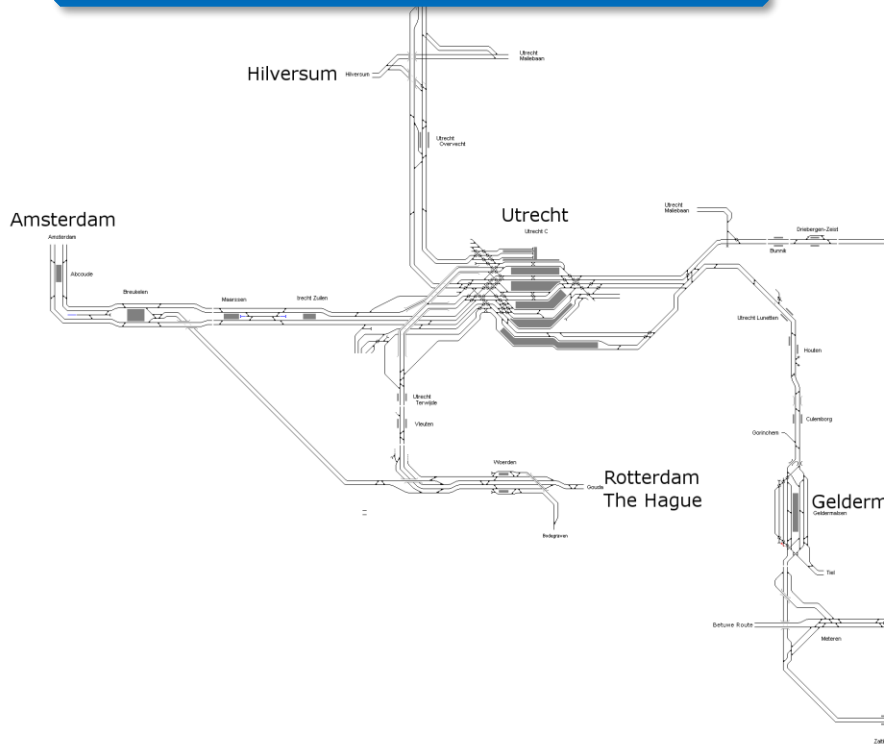 Utrecht
Maliebaan
Hilversum
Hilversum
Utrecht
Overvecht
Utrecht
Maliebaan
Amsterdam
Utrecht
Amsterdam
Utrecht C
Driebergen-Zeist
Bunnik
Abcoude
Breukelen
Maarssen
trecht Zuilen
Utrecht Lunetten
Houten
Utrecht
Terwijde
Vleuten
Culemborg
Gorinchem
Woerden
Rotterdam
The Hague
Gouda
Bodegraven
Gelderm
Geldermalsen
Tiel
Betuwe Route
Meteren
Zalt